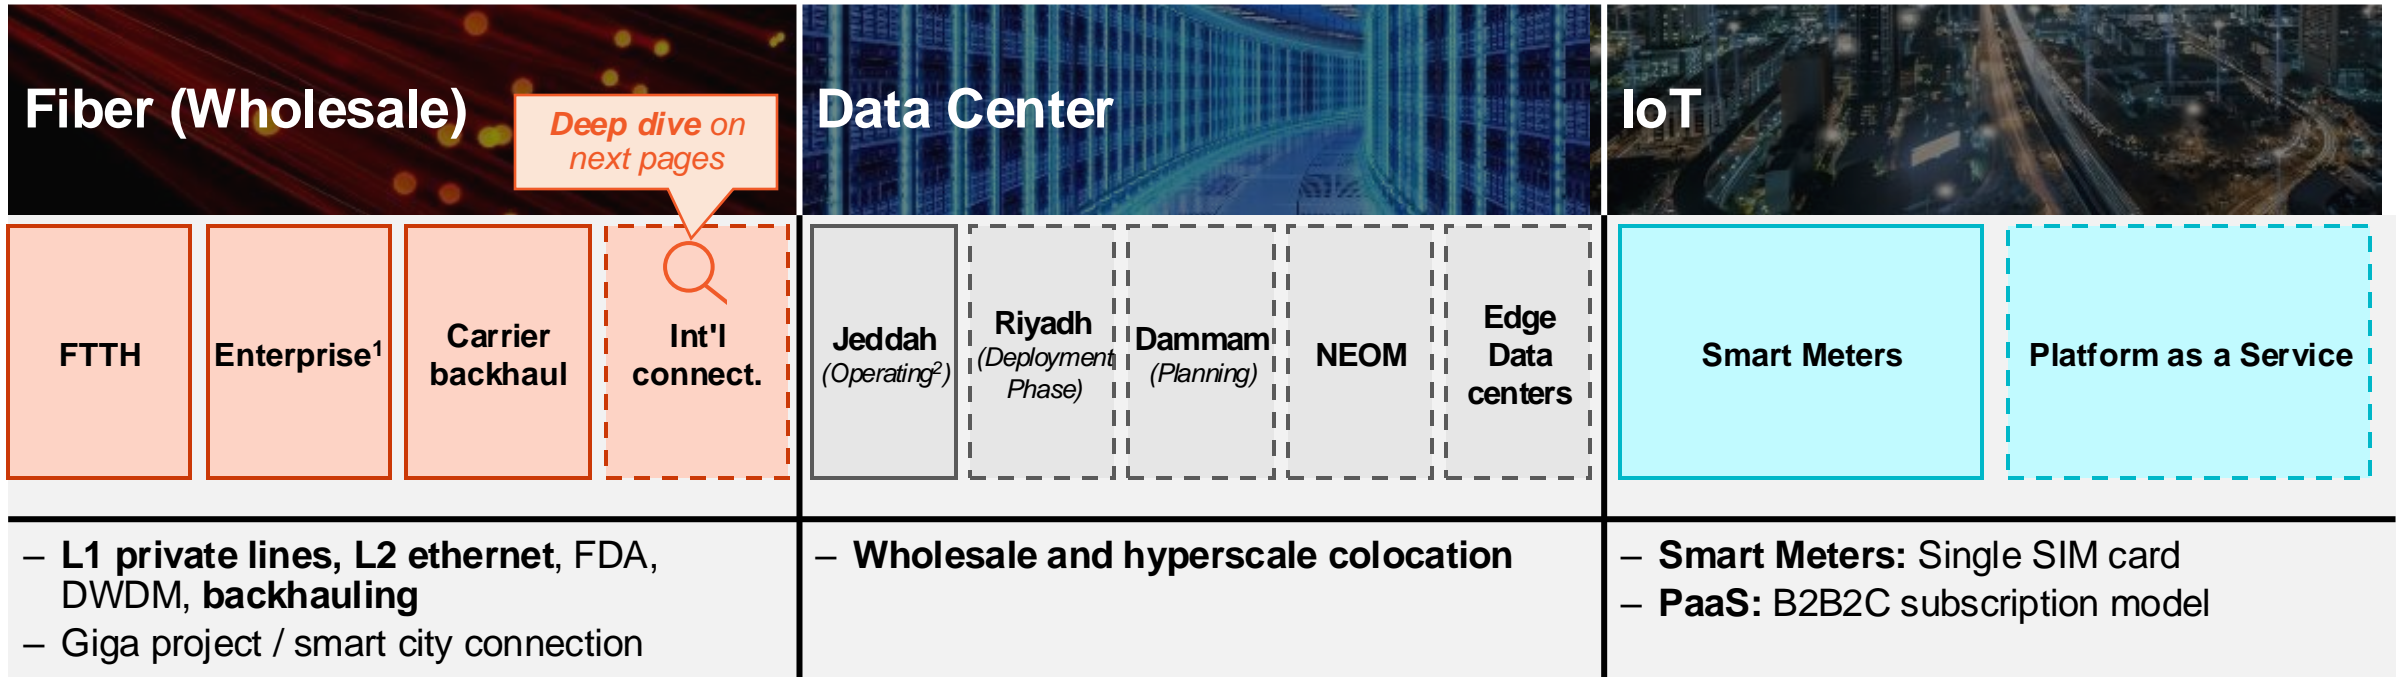 Fiber (Wholesale)
Deep dive on
next pages
Data Center
IoT
FTTH
Enterprise1
Carrier
backhaul
Int'l
connect.
Jeddah
(Operating2)
Riyadh
(Deployment
Phase)
Dammam
(Planning)
NEOM
Edge
Data
centers
Smart Meters
Platform as a Service
– L1 private lines, L2 ethernet, FDA,
DWDM, backhauling
– Giga project / smart city connection
– Wholesale and hyperscale colocation
– Smart Meters: Single SIM card
– PaaS: B2B2C subscription model